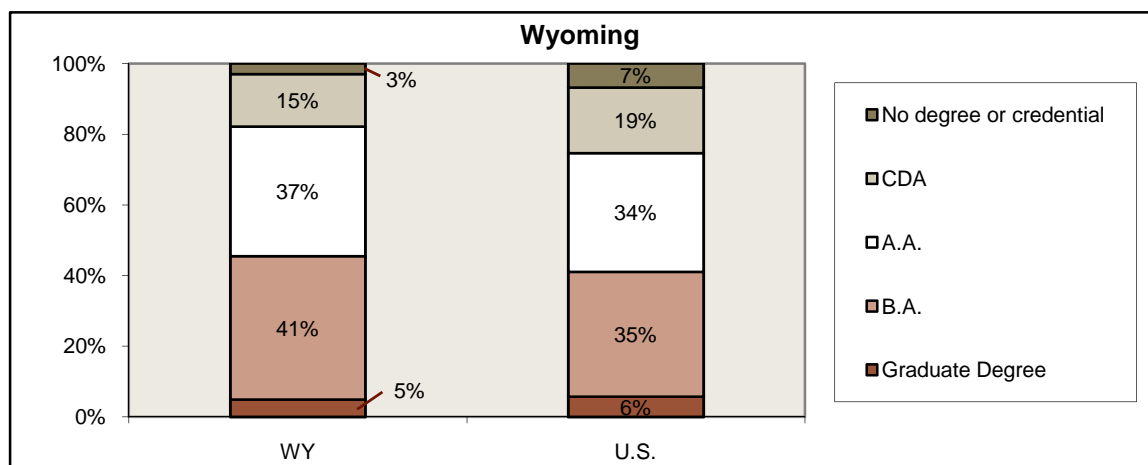 Wyoming
100%
80%
60%
40%
20%
0%
3%
15%
37%
41%
5%
7%
19%
34%
35%
6%
WY
U.S.
No degree or credential
CDA
A.A.
B.A.
Graduate Degree